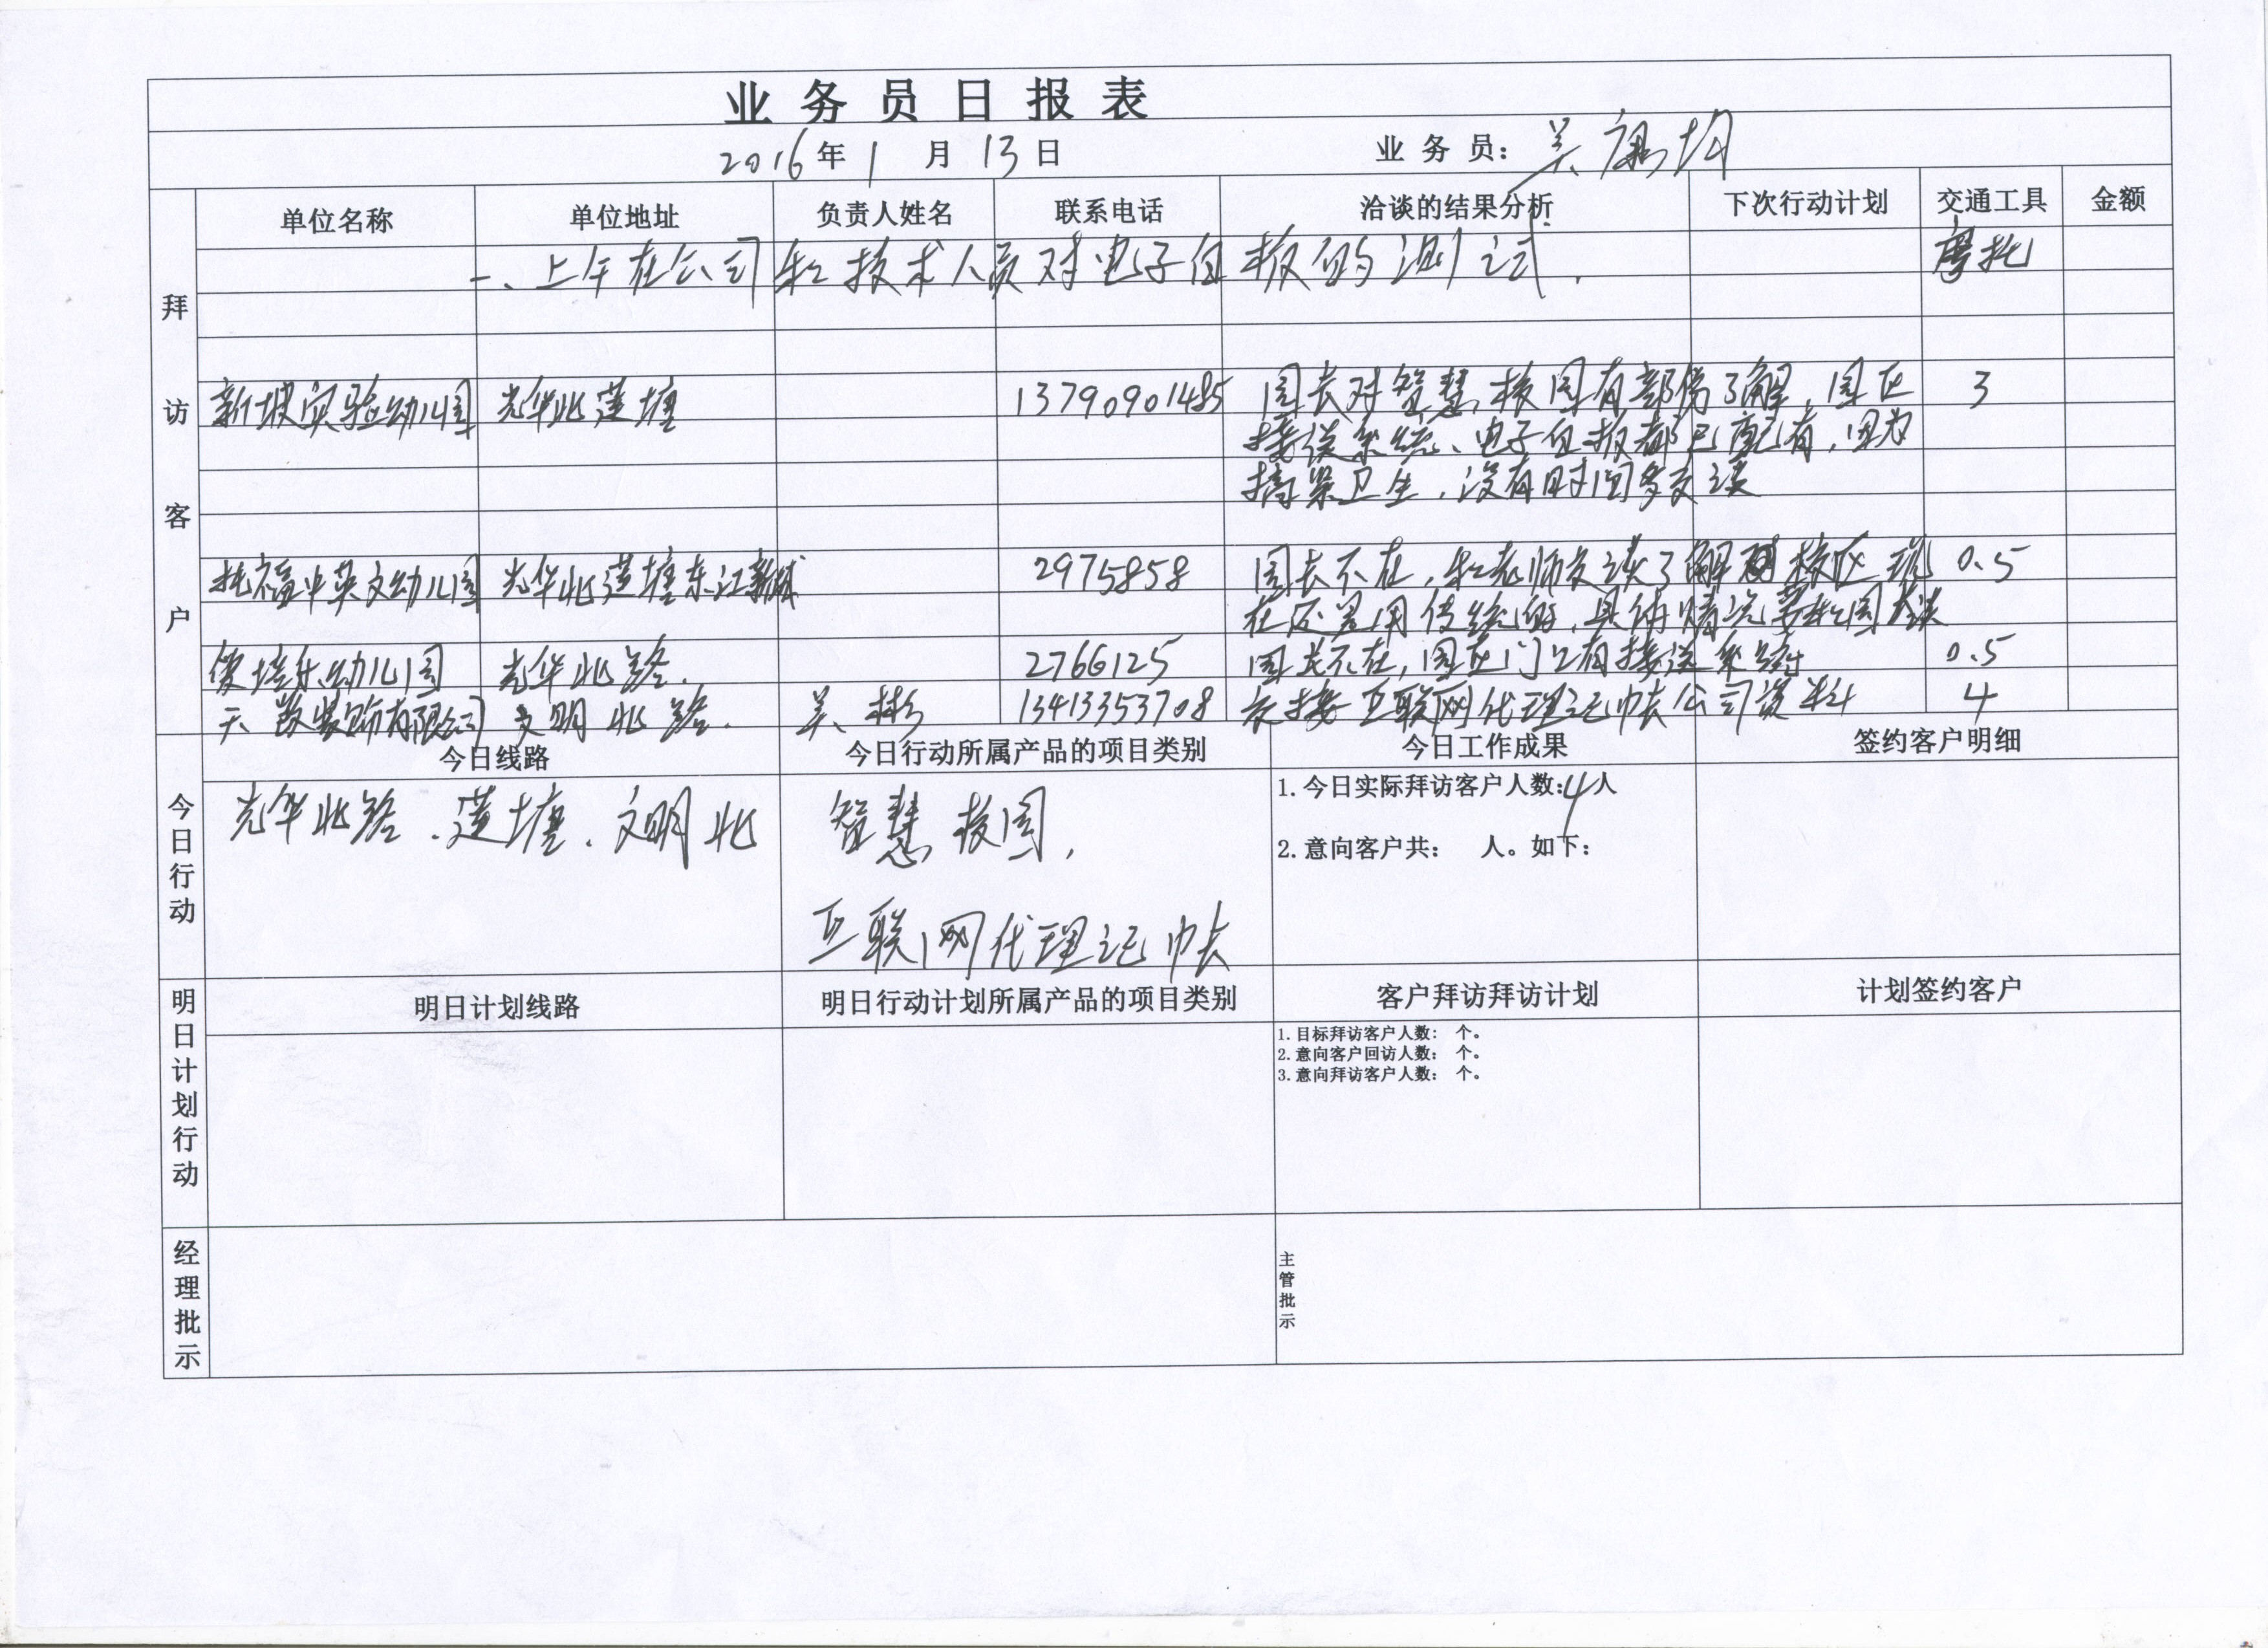 业务员日报表
2016年1月13日 业务员：吴
单位名称 单位地址 负责人姓名 联系电话 洽谈的结果分析 下次行动计划 交通工具 金额
拜访客户
一、上午在公司和技术人员对电子白板的测试. 摩托
新坡实验幼儿园 光华北莲塘 13790901485 园长对智慧校园有部份了解,园区 3
接送系统、电子白板都已配有,因为
搞紧卫生,没有时间多交谈
托福中英文幼儿园 光华北莲塘东江新城 2975858 园长不在,和老师交谈了解 校区现 0.5
在还是用传统的,具体情况要和园长谈
培乐幼儿园 光华北路. 2766125 园长不在,园区门口有接送系统 0.5
装饰有限公司 文明北路. 吴彬 13413353708 交接互联网代理记帐公司资料 4
今日行动
今日线路 今日行动所属产品的项目类别 今日工作成果 签约客户明细
光华北路.莲塘.文明北 智慧校园, 1.今日实际拜访客户人数:4人
2.意向客户共： 人。如下：
互联网代理记帐
明日计划行动
明日计划线路 明日行动计划所属产品的项目类别 客户拜访拜访计划 计划签约客户
1.目标拜访客户人数： 个。
2.意向客户回访人数： 个。
3.意向拜访客户人数： 个。
经理批示 主管批示